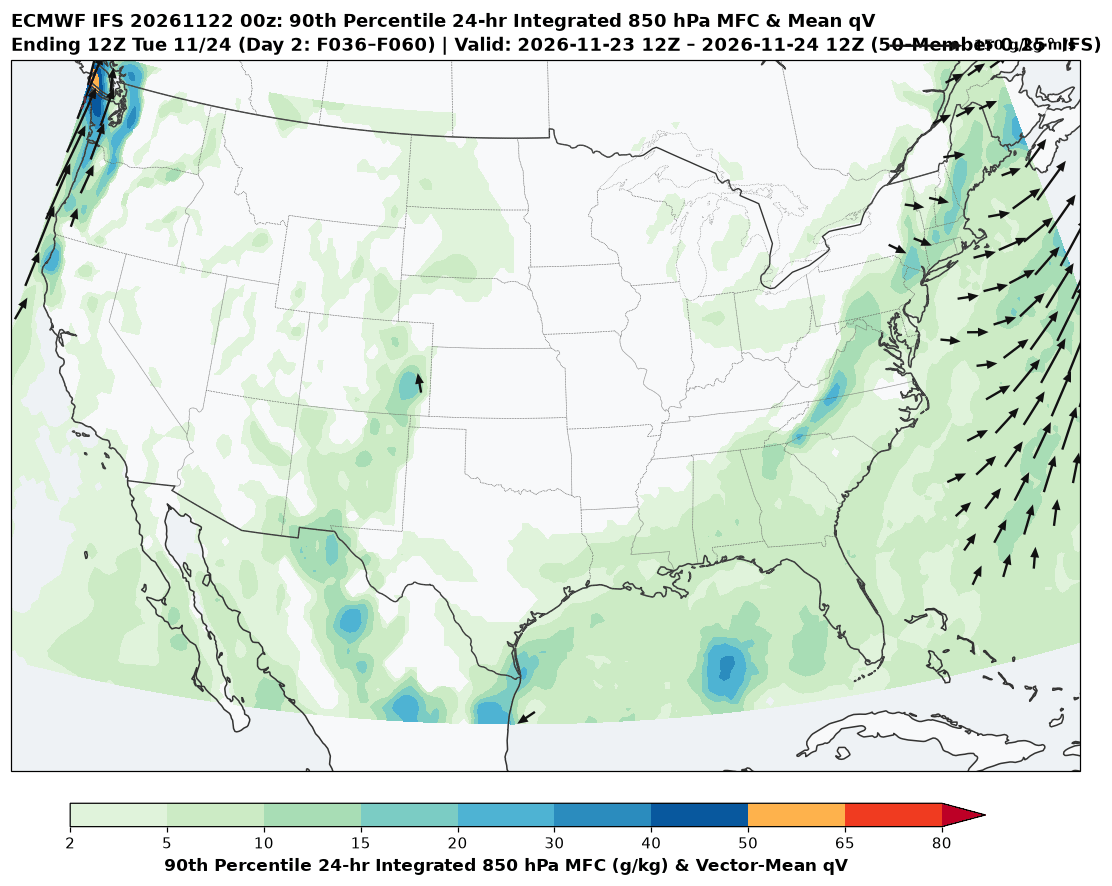 ECMWF IFS 20261122 00z: 90th Percentile 24-hr Integrated 850 hPa MFC & Mean qV
Ending 12Z Tue 11/24 (Day 2: F036–F060) | Valid: 2026-11-23 12Z – 2026-11-24 12Z (50-Member 0.25° IFS)
150 g/kg m/s
2 5 10 15 20 30 40 50 65 80
90th Percentile 24-hr Integrated 850 hPa MFC (g/kg) & Vector-Mean qV